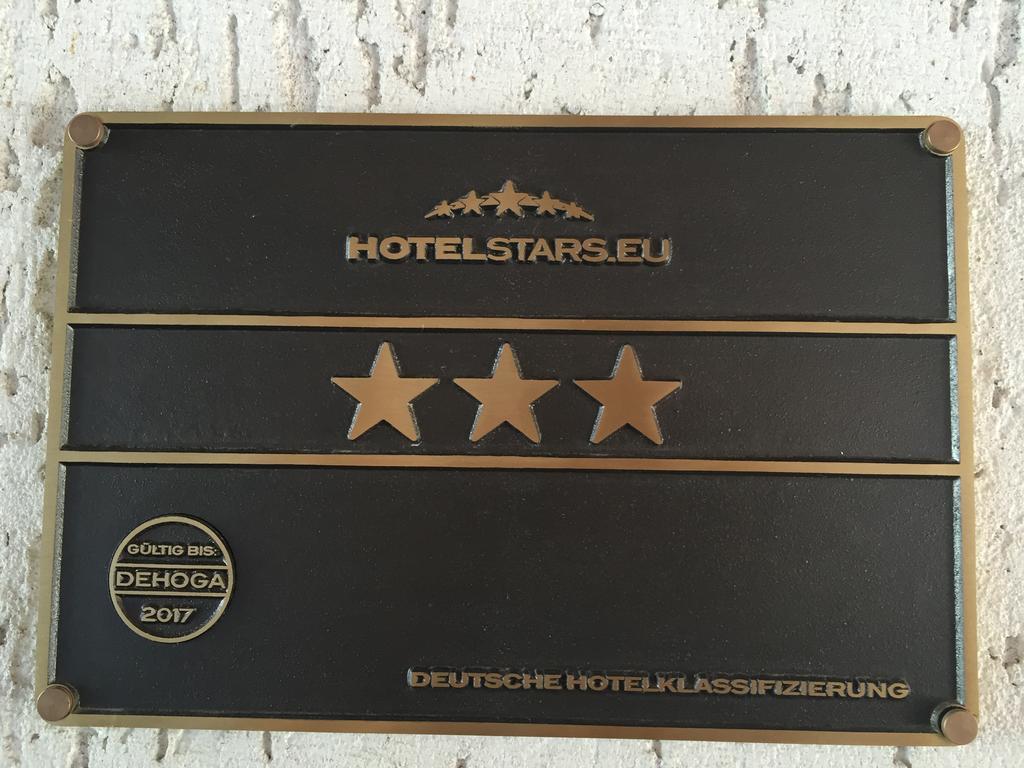 HOTELSTARS.EU
GÜLTIG BIS:
DEHOGA
2017
DEUTSCHE HOTELKLASSIFIZIERUNG